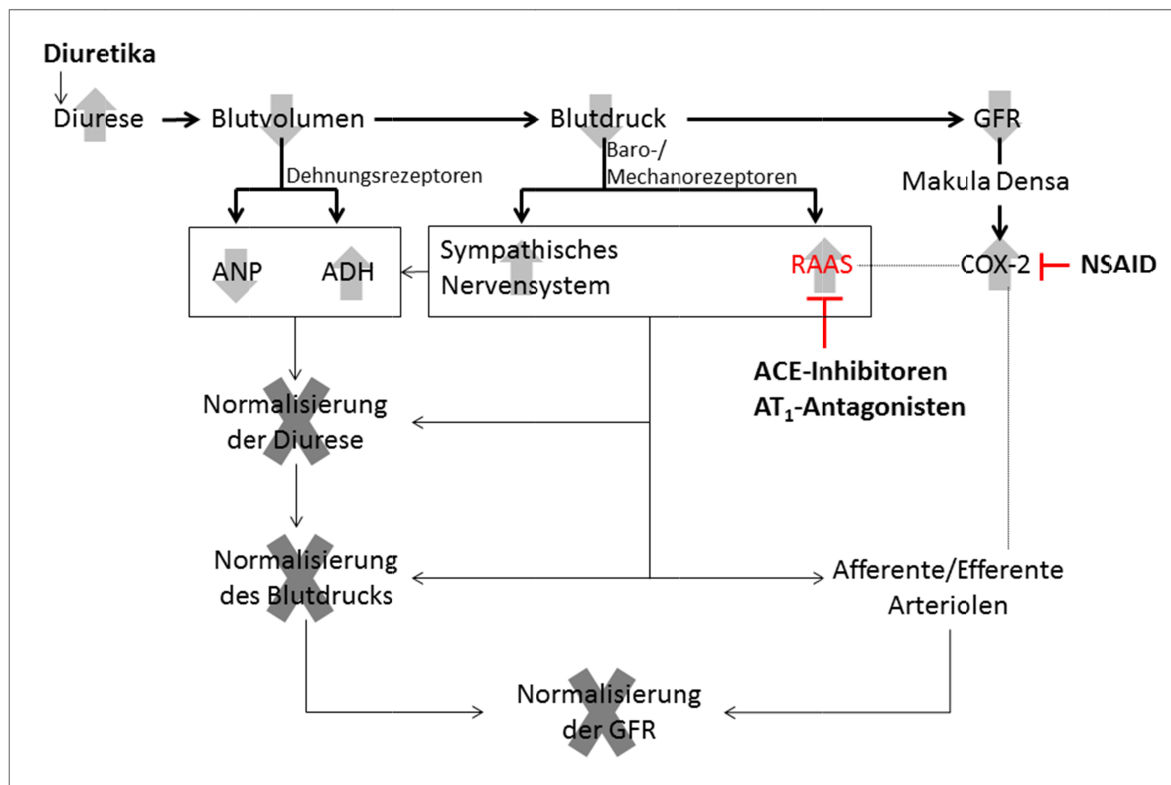 Diuretika
Diurese
Blutvolumen
Blutdruck
GFR
Dehnungsrezeptoren
Baro-/
Mechanorezeptoren
Makula Densa
ANP
ADH
Sympathisches
Nervensystem
RAAS
COX-2
NSAID
ACE-Inhibitoren
AT₁-Antagonisten
Normalisierung
der Diurese
Normalisierung
des Blutdrucks
Afferente/Efferente
Arteriolen
Normalisierung
der GFR